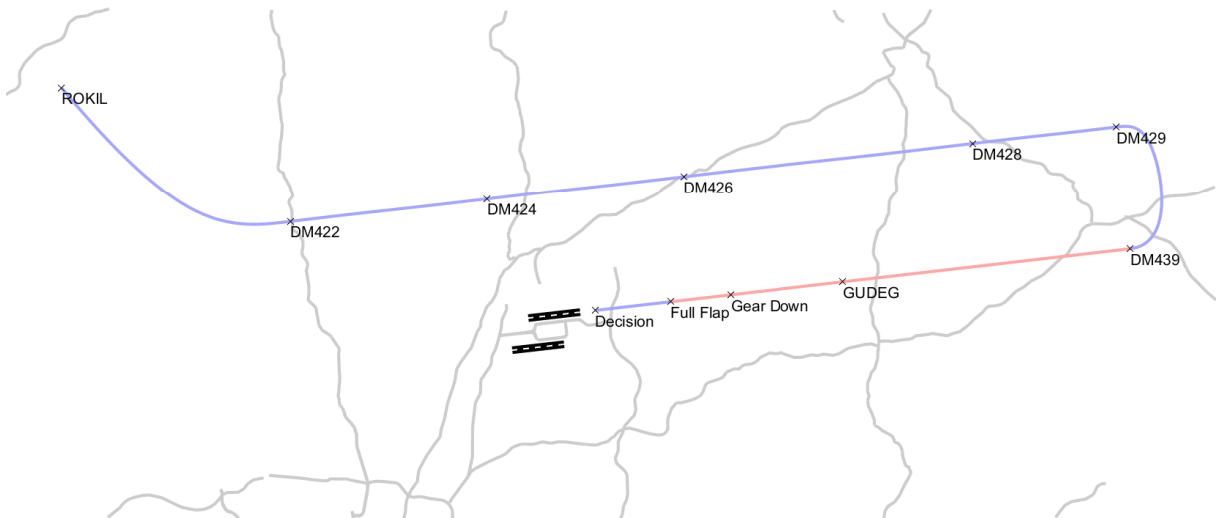 ROKIL
DM429
DM428
DM426
DM424
DM422
DM439
GUDEG
Gear Down
Full Flap
Decision